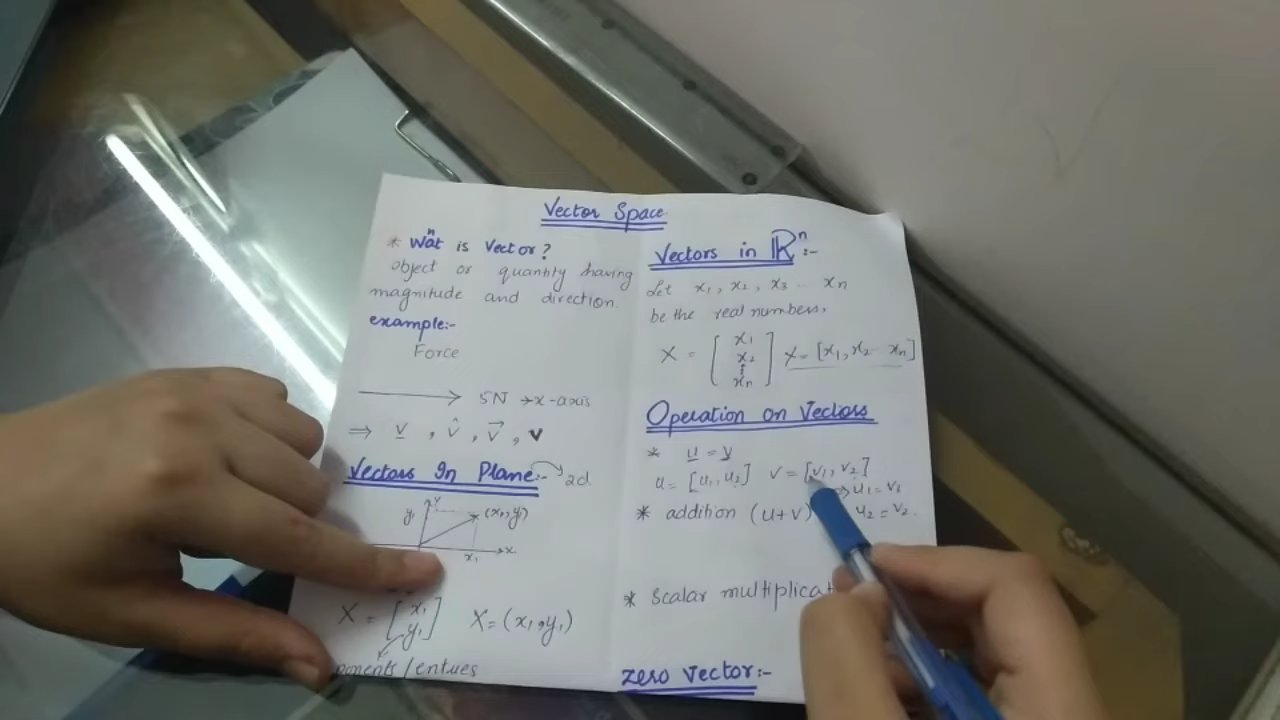 Vector Space
* Wat is Vector?
object or quantity having
magnitude and direction.
example:-
Force
5N → x-axis
⇒ v , v̂ , v⃗ , v
Vectors In Plane:- → 2d
y
y₁
(x₁, y₁)
x₁
x
X = [x₁ y₁] X = (x₁, y₁)
ponents/entries
Vectors in ℝⁿ:-
Let x₁, x₂, x₃ ... xₙ
be the real numbers.
X = [x₁ x₂ ⋮ xₙ] X = [x₁, x₂ ... xₙ]
Operation on Vectors
* u = v
u = [u₁, u₂] v = [v₁, v₂]
⇒ u₁ = v₁
u₂ = v₂
* addition (u+v)
* Scalar multiplicat
zero vector:-